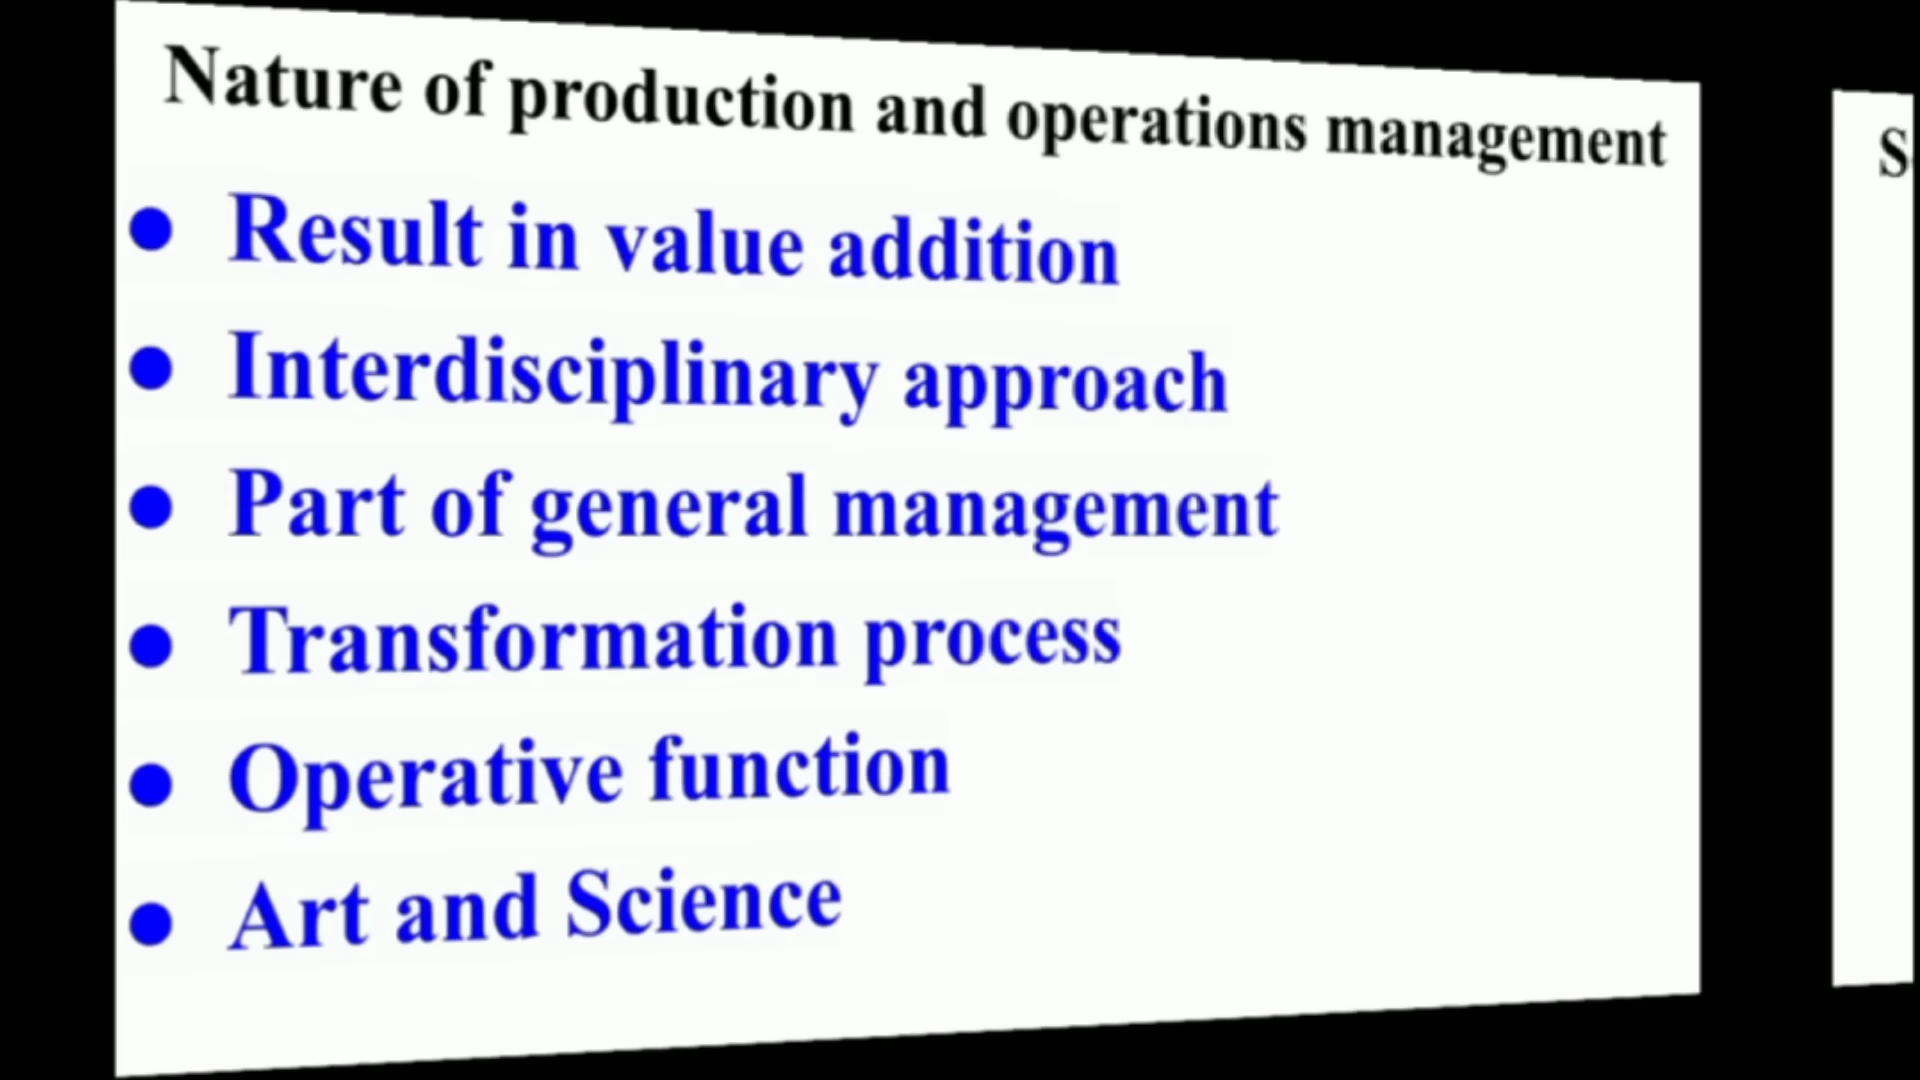 Nature of production and operations management
● Result in value addition
● Interdisciplinary approach
● Part of general management
● Transformation process
● Operative function
● Art and Science